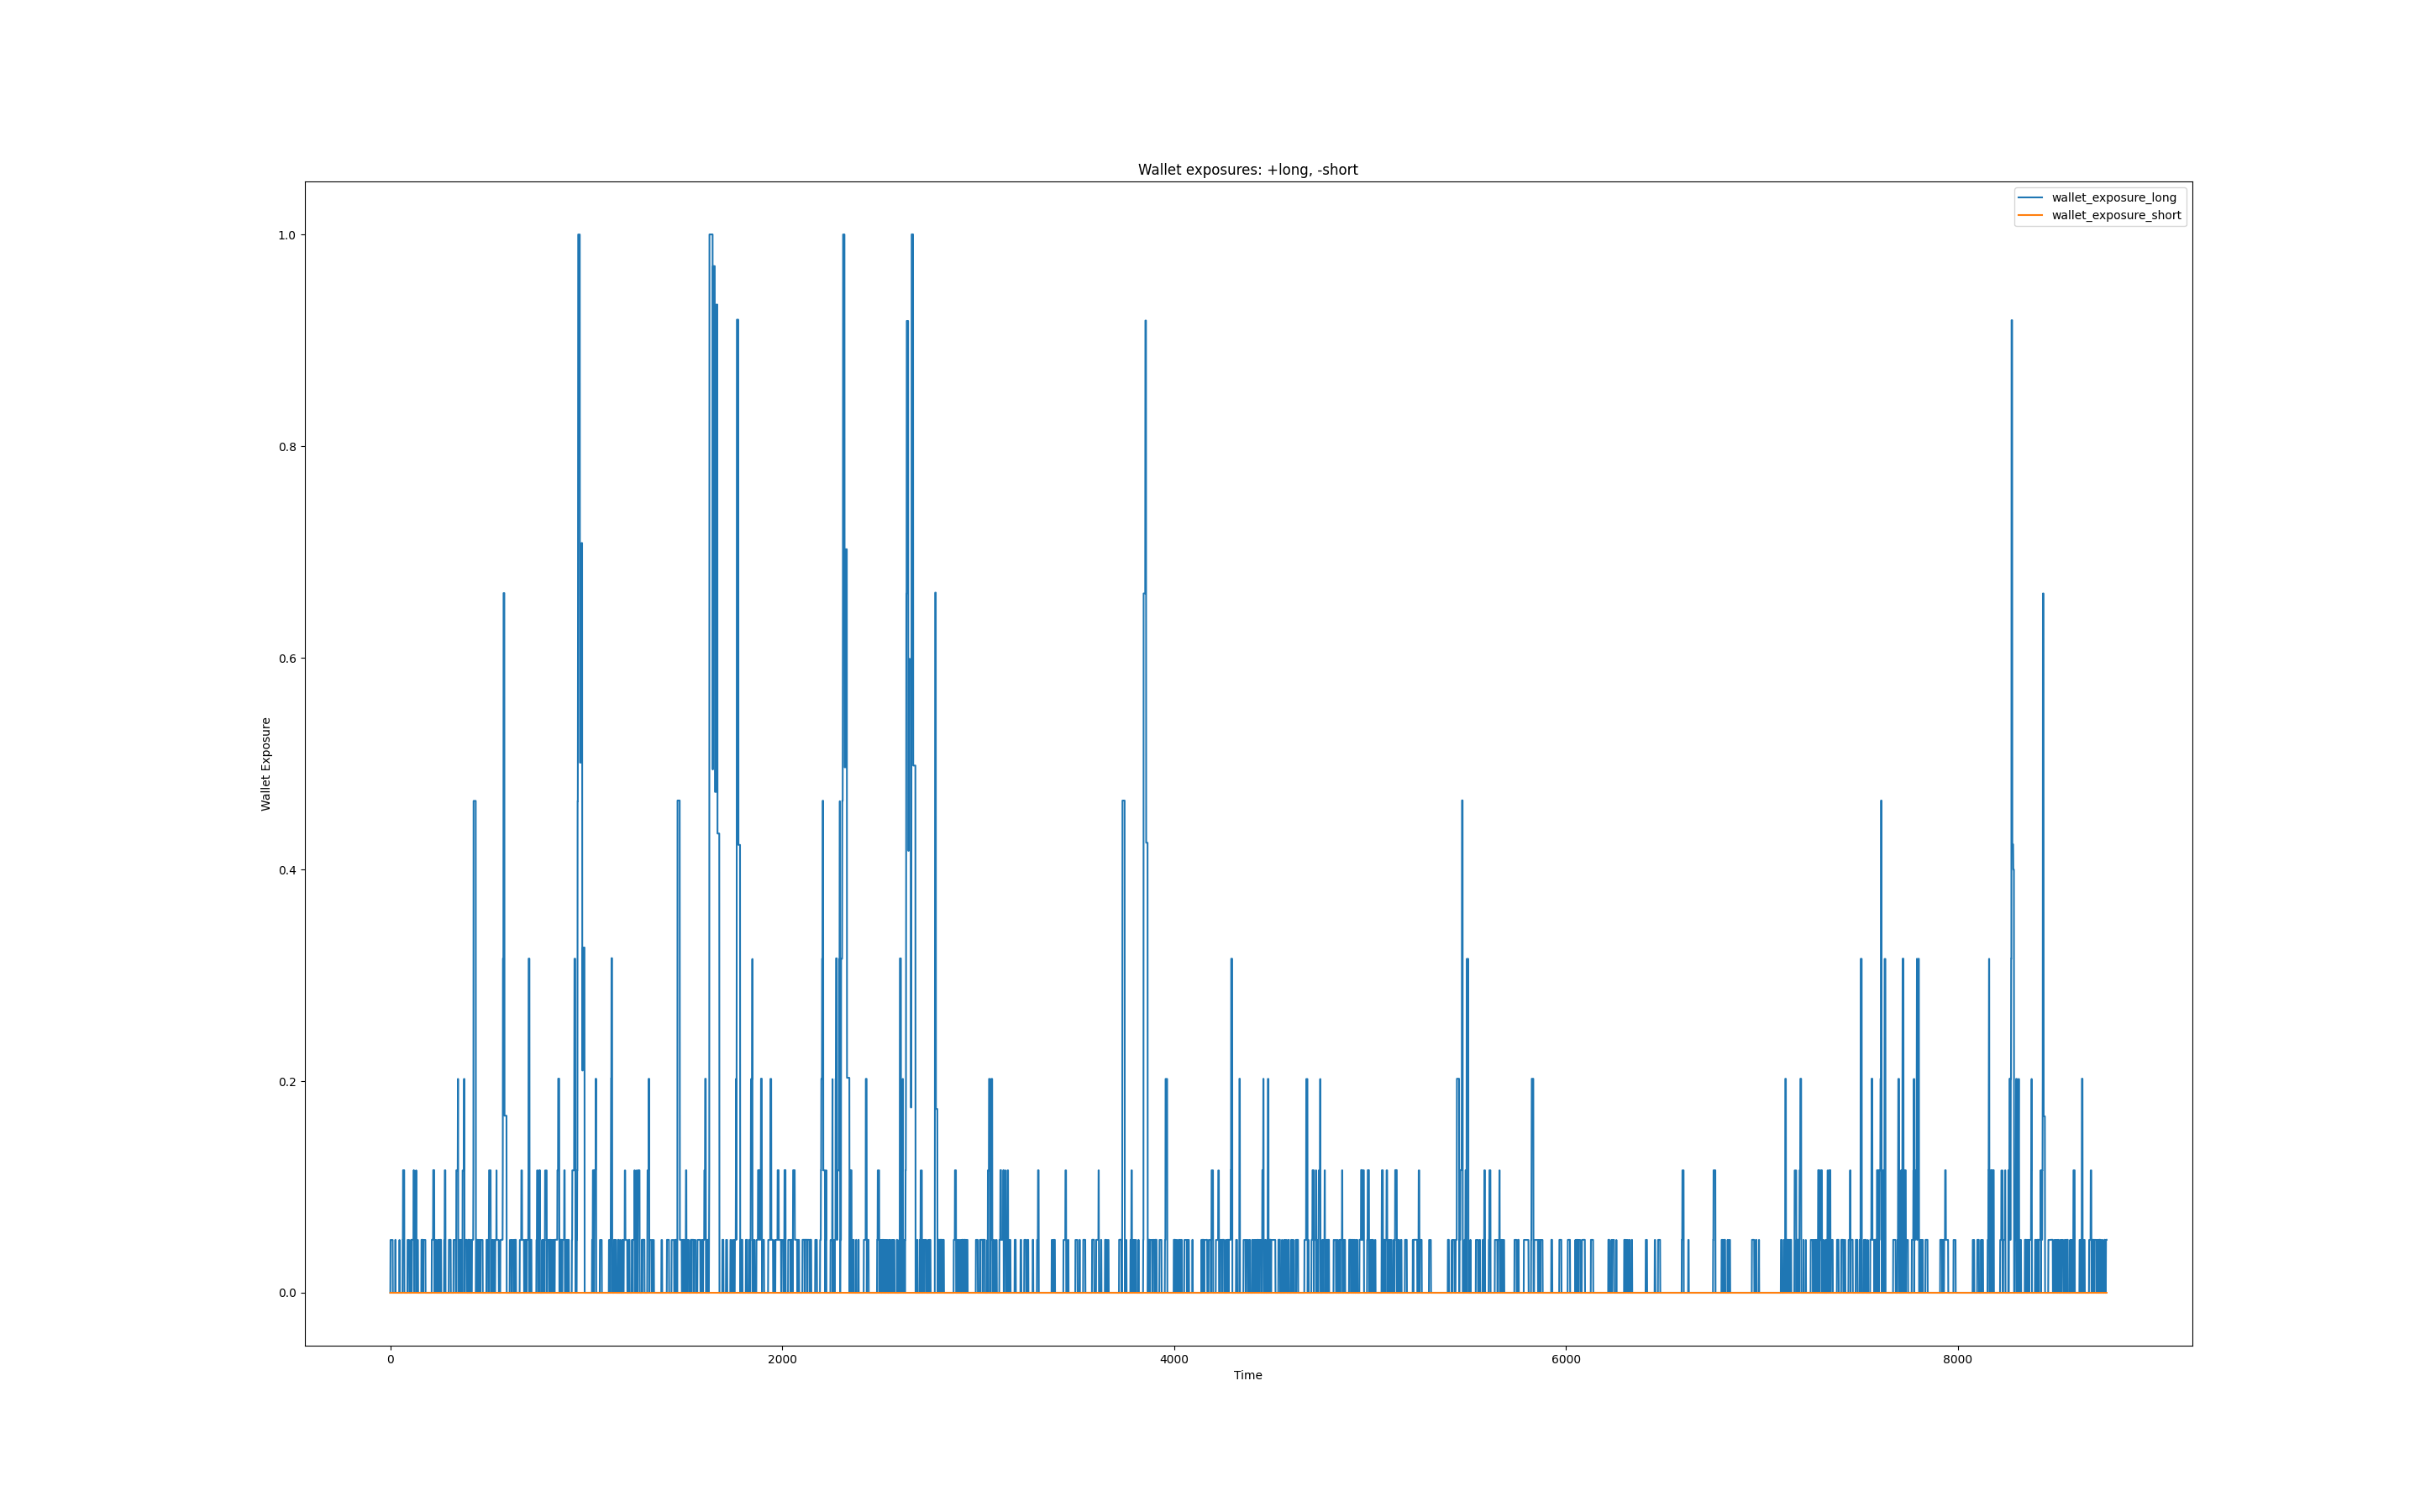 Wallet exposures: +long, -short
wallet_exposure_long
wallet_exposure_short
1.0
0.8
0.6
0.4
0.2
0.0
Wallet Exposure
0 2000 4000 6000 8000
Time